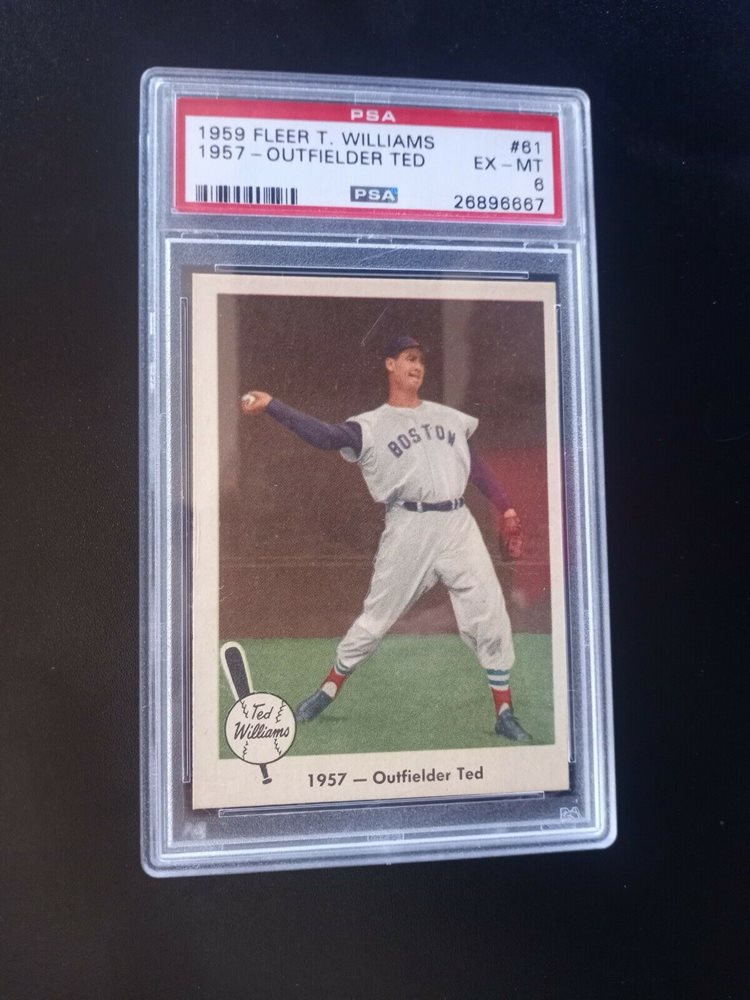 PSA
1959 FLEER T. WILLIAMS #61
1957 - OUTFIELDER TED EX - MT
6
PSA 26896667
BOSTON
Ted
Williams
1957 — Outfielder Ted